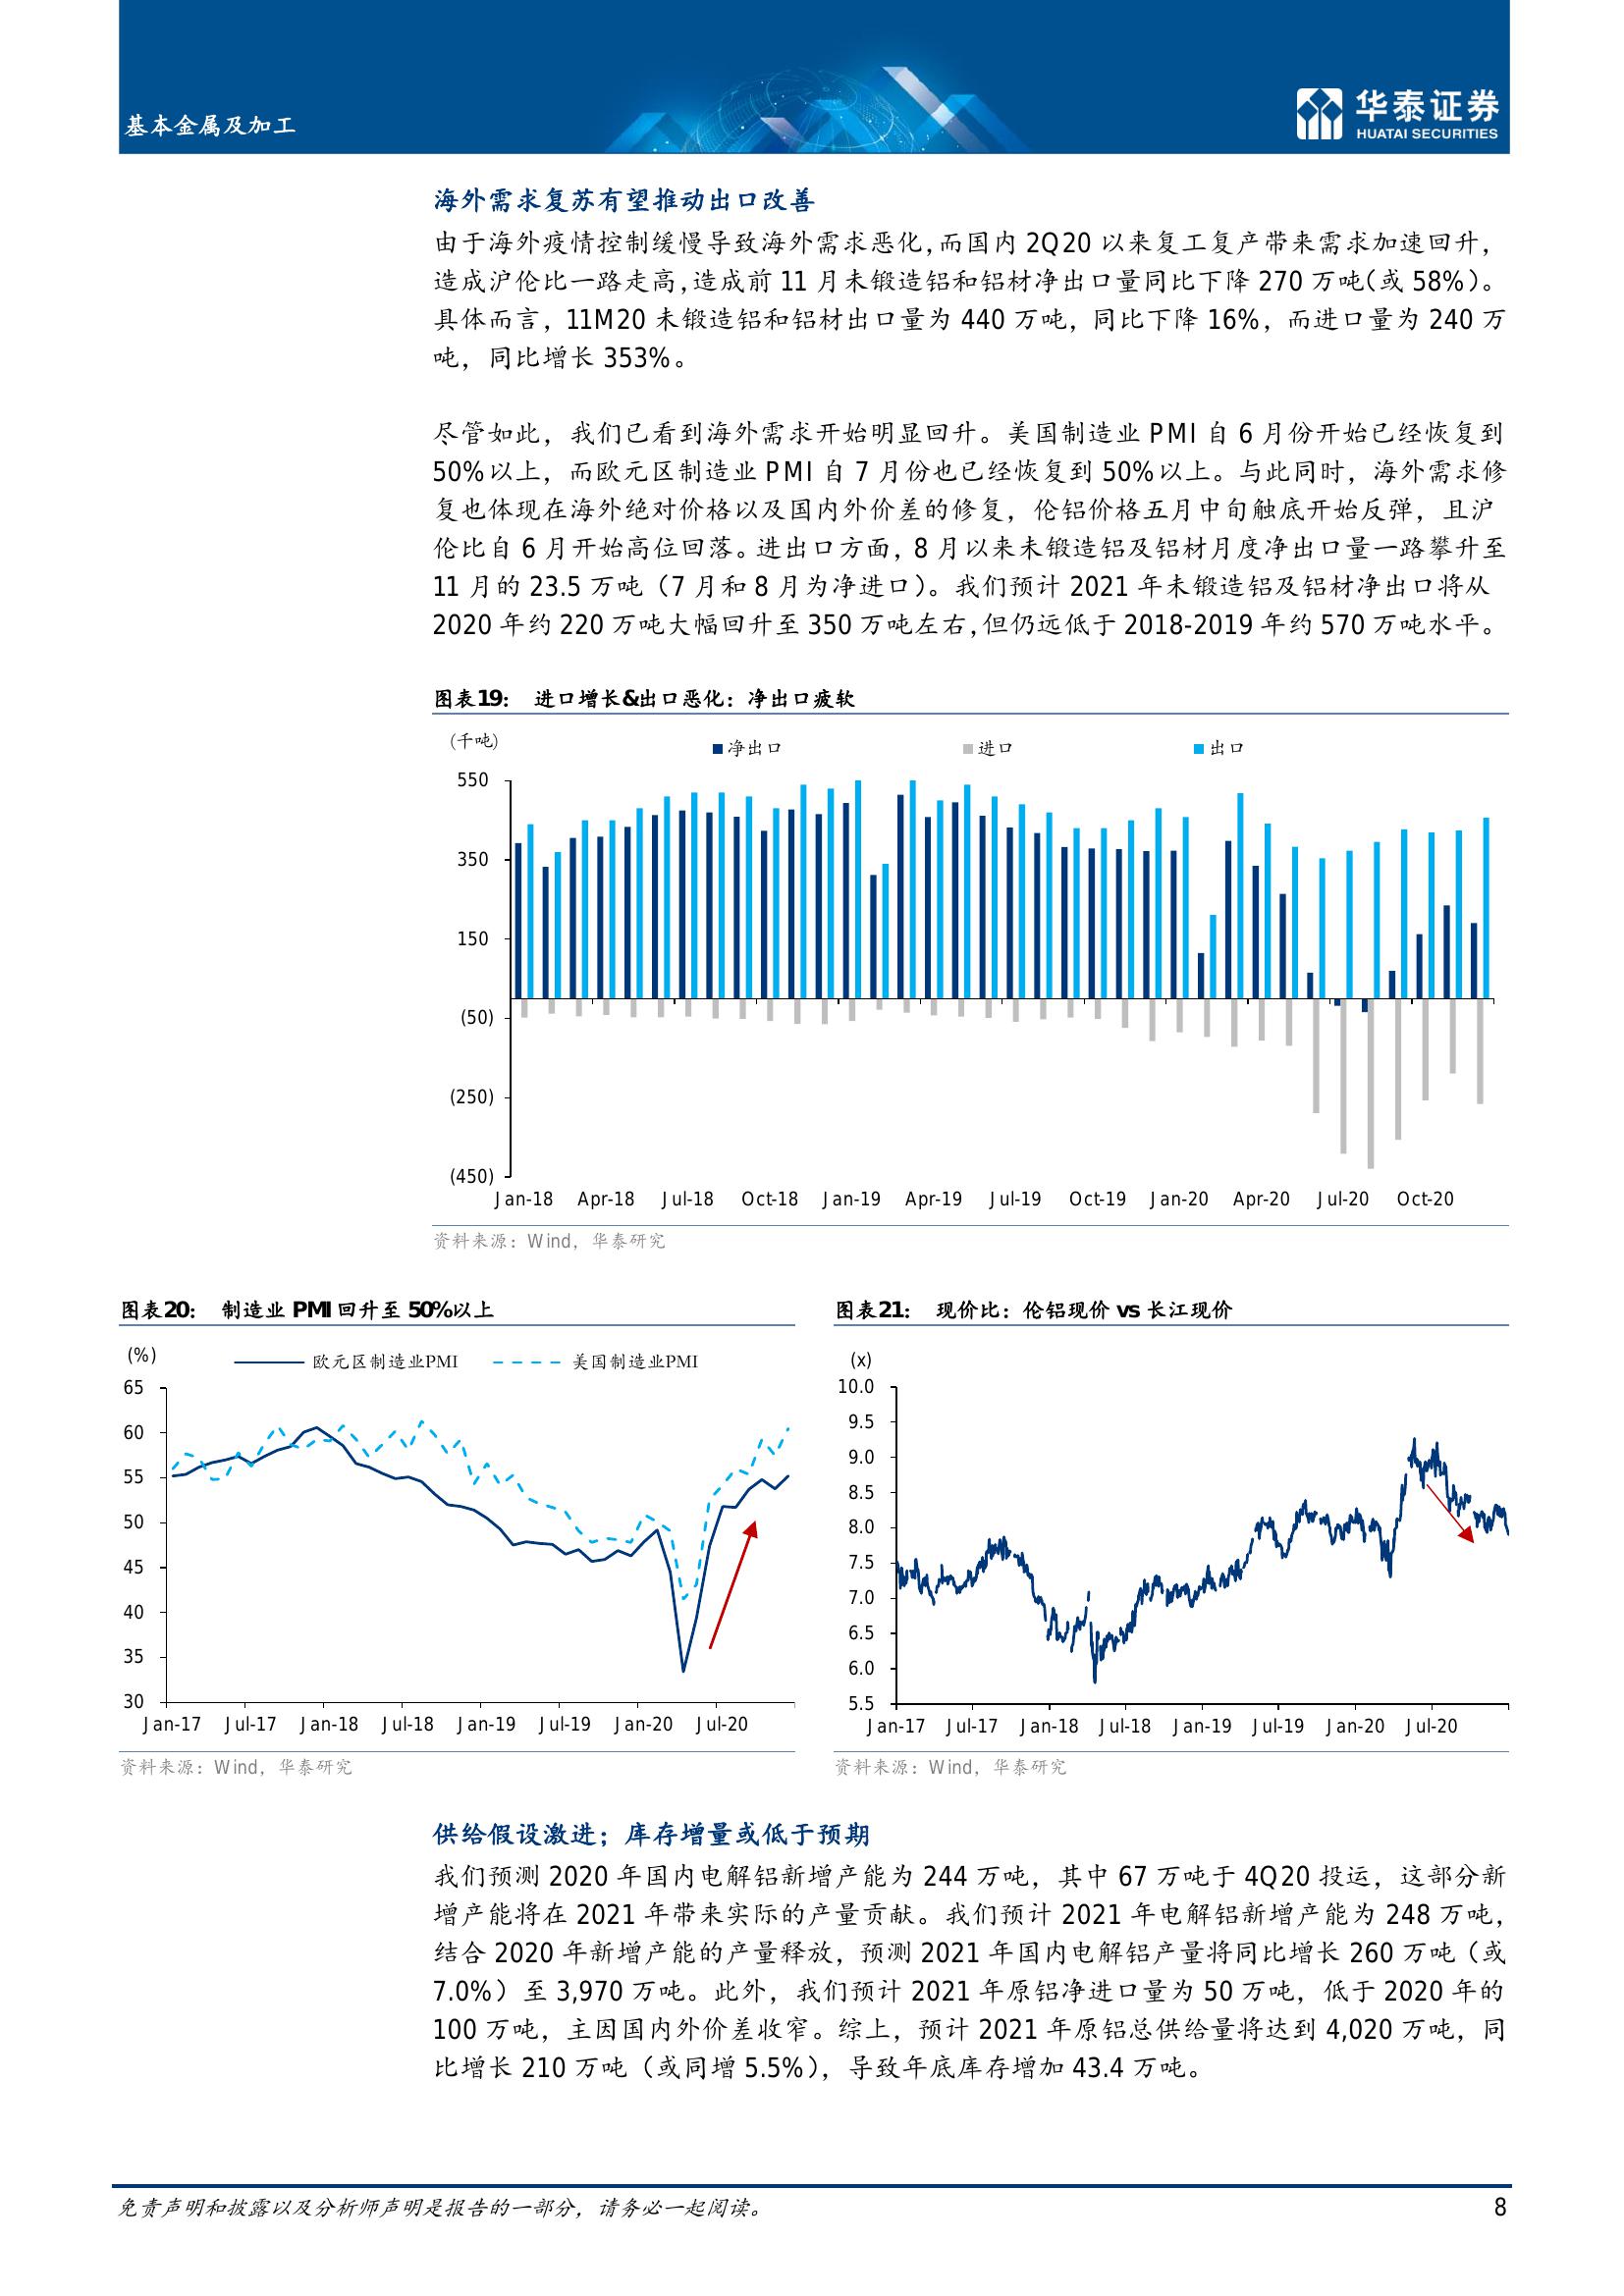 基本金属及加工
华泰证券
HUATAI SECURITIES
海外需求复苏有望推动出口改善
由于海外疫情控制缓慢导致海外需求恶化，而国内 2Q20 以来复工复产带来需求加速回升，
造成沪伦比一路走高，造成前 11 月未锻造铝和铝材净出口量同比下降 270 万吨（或 58%）。
具体而言，11M20 未锻造铝和铝材出口量为 440 万吨，同比下降 16%，而进口量为 240 万
吨，同比增长 353%。
尽管如此，我们已看到海外需求开始明显回升。美国制造业 PMI 自 6 月份开始已经恢复到
50%以上，而欧元区制造业 PMI 自 7 月份也已经恢复到 50%以上。与此同时，海外需求修
复也体现在海外绝对价格以及国内外价差的修复，伦铝价格五月中旬触底开始反弹，且沪
伦比自 6 月开始高位回落。进出口方面，8 月以来未锻造铝及铝材月度净出口量一路攀升至
11 月的 23.5 万吨（7 月和 8 月为净进口）。我们预计 2021 年未锻造铝及铝材净出口将从
2020 年约 220 万吨大幅回升至 350 万吨左右，但仍远低于 2018-2019 年约 570 万吨水平。
图表19： 进口增长&出口恶化：净出口疲软
(千吨)
净出口 进口 出口
550
350
150
(50)
(250)
(450)
Jan-18 Apr-18 Jul-18 Oct-18 Jan-19 Apr-19 Jul-19 Oct-19 Jan-20 Apr-20 Jul-20 Oct-20
资料来源：Wind，华泰研究
图表20： 制造业 PMI 回升至 50%以上
(%)
欧元区制造业PMI 美国制造业PMI
65
60
55
50
45
40
35
30
Jan-17 Jul-17 Jan-18 Jul-18 Jan-19 Jul-19 Jan-20 Jul-20
资料来源：Wind，华泰研究
图表21： 现价比：伦铝现价 vs 长江现价
(x)
10.0
9.5
9.0
8.5
8.0
7.5
7.0
6.5
6.0
5.5
Jan-17 Jul-17 Jan-18 Jul-18 Jan-19 Jul-19 Jan-20 Jul-20
资料来源：Wind，华泰研究
供给假设激进；库存增量或低于预期
我们预测 2020 年国内电解铝新增产能为 244 万吨，其中 67 万吨于 4Q20 投运，这部分新
增产能将在 2021 年带来实际的产量贡献。我们预计 2021 年电解铝新增产能为 248 万吨，
结合 2020 年新增产能的产量释放，预测 2021 年国内电解铝产量将同比增长 260 万吨（或
7.0%）至 3,970 万吨。此外，我们预计 2021 年原铝净进口量为 50 万吨，低于 2020 年的
100 万吨，主因国内外价差收窄。综上，预计 2021 年原铝总供给量将达到 4,020 万吨，同
比增长 210 万吨（或同增 5.5%），导致年底库存增加 43.4 万吨。
免责声明和披露以及分析师声明是报告的一部分，请务必一起阅读。
8